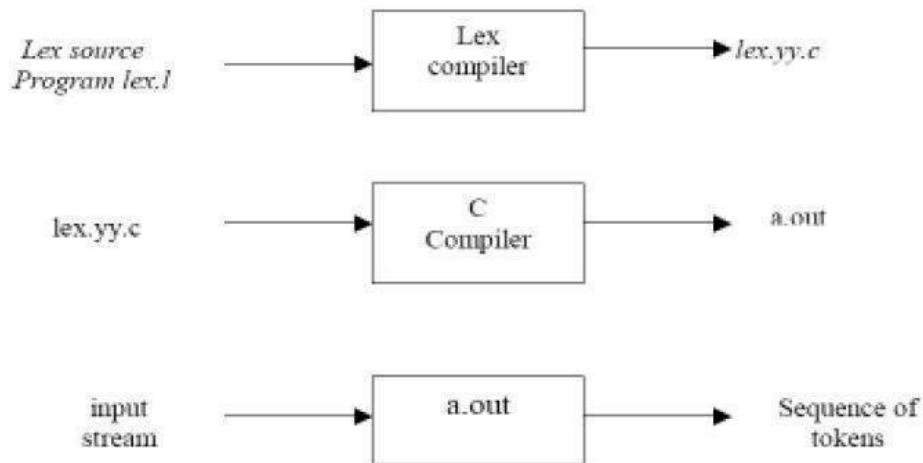 Lex source
Program lex.l
Lex
compiler
lex.yy.c
lex.yy.c
C
Compiler
a.out
input
stream
a.out
Sequence of
tokens